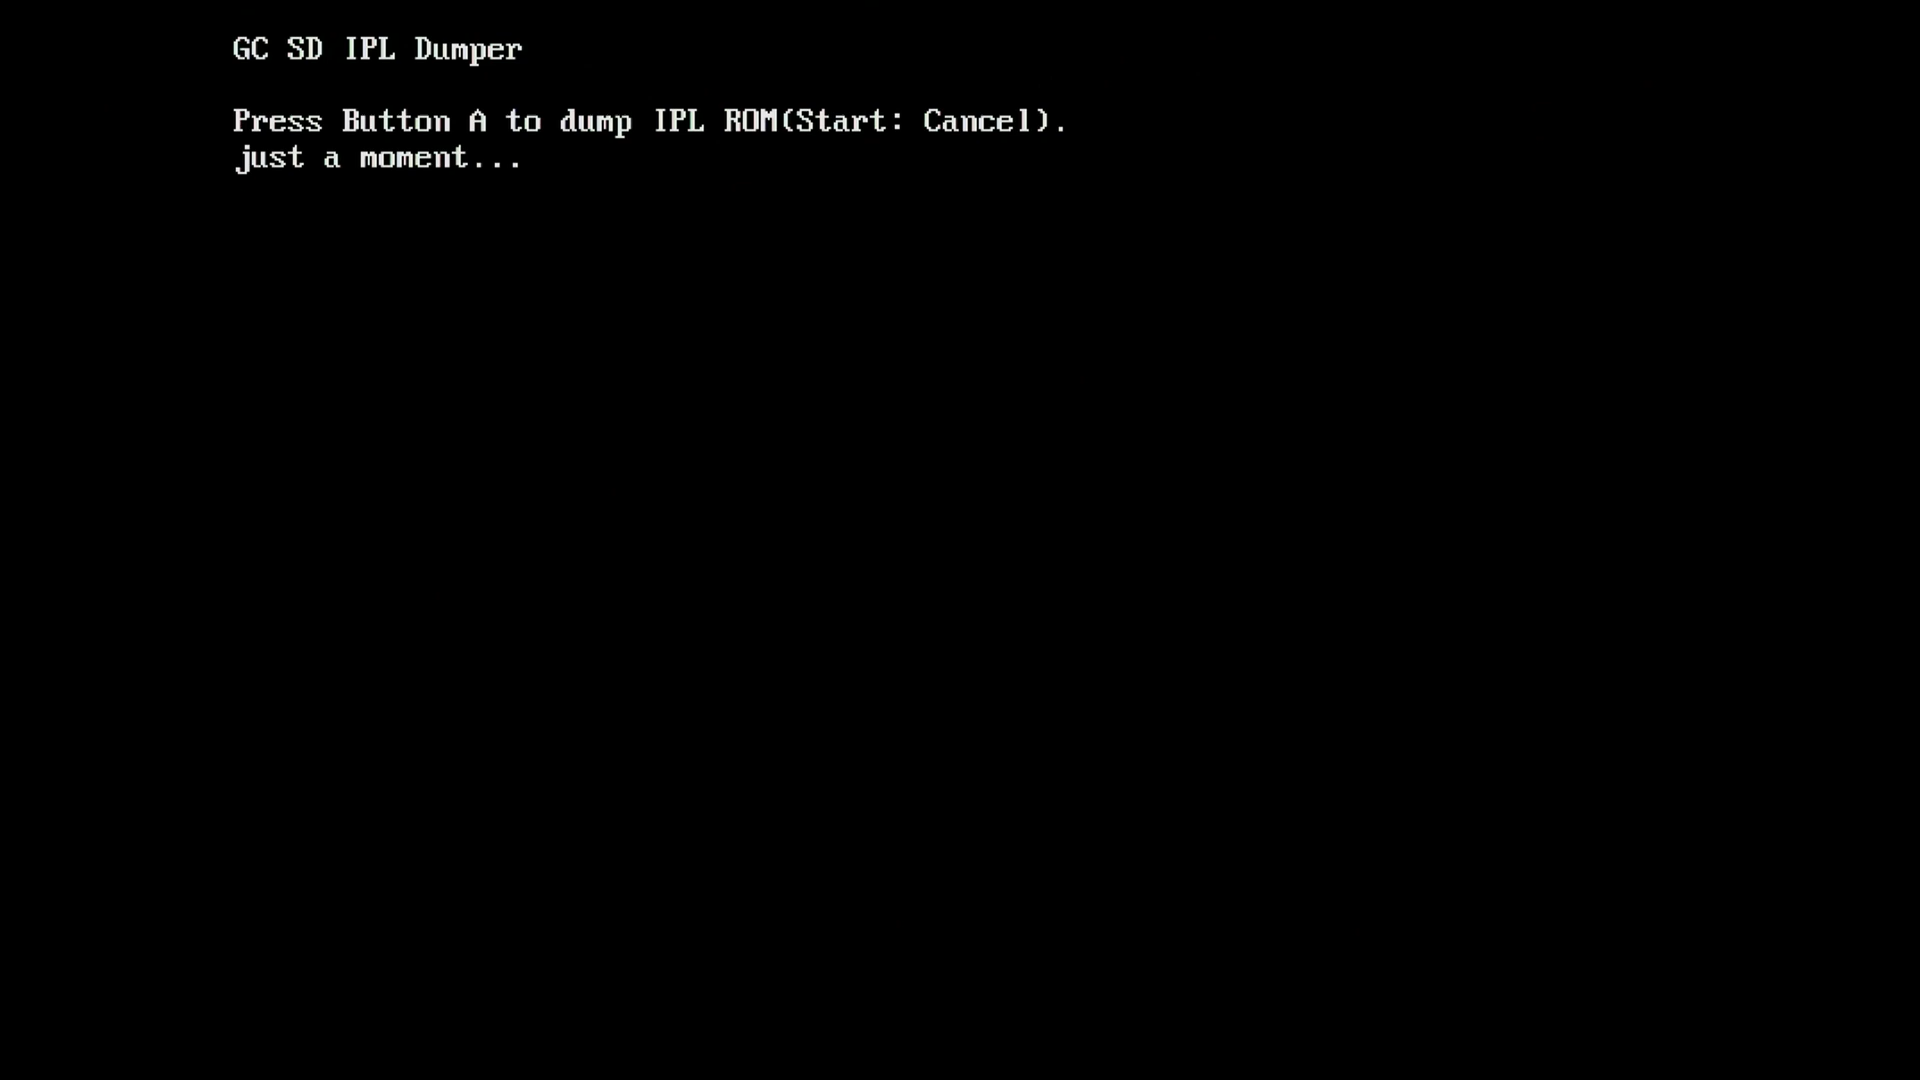 GC SD IPL Dumper
Press Button A to dump IPL ROM(Start: Cancel).
just a moment...